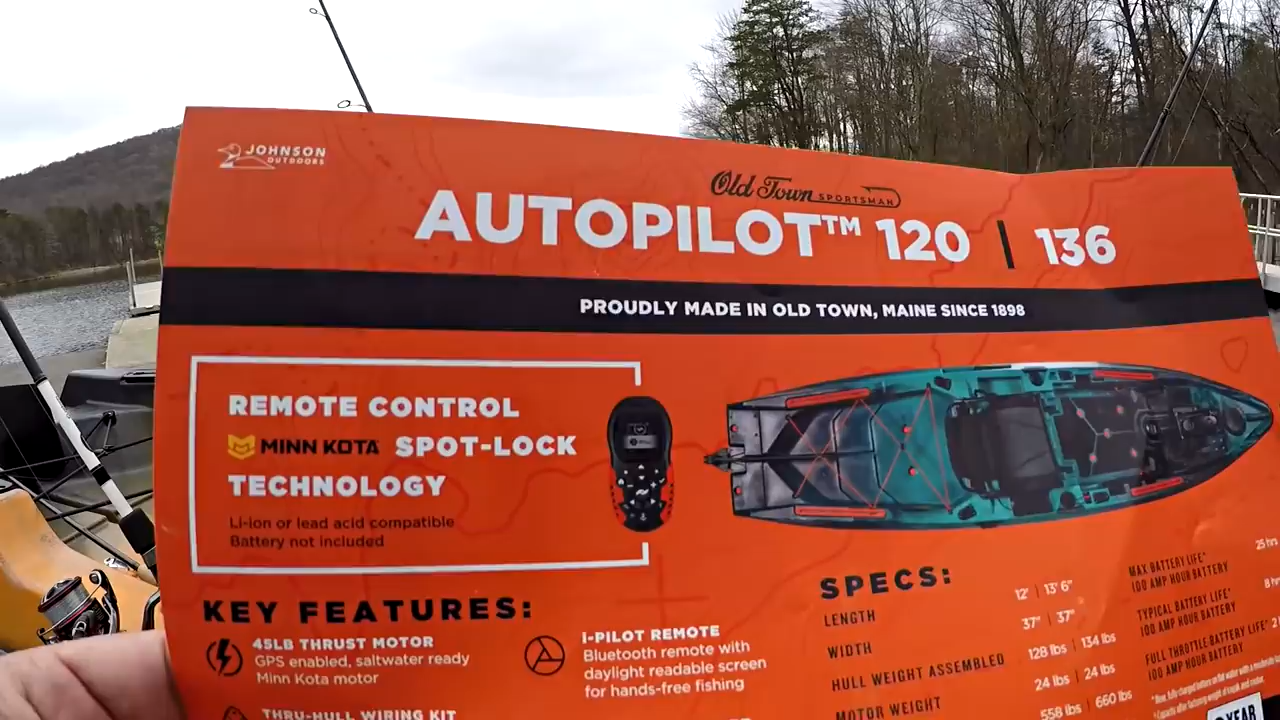 JOHNSON
OUTDOORS
Old Town SPORTSMAN
AUTOPILOT™ 120 | 136
PROUDLY MADE IN OLD TOWN, MAINE SINCE 1898
REMOTE CONTROL
MINN KOTA SPOT-LOCK
TECHNOLOGY
Li-ion or lead acid compatible
Battery not included
KEY FEATURES:
45LB THRUST MOTOR
GPS enabled, saltwater ready
Minn Kota motor
THRU-HULL WIRING KIT
I-PILOT REMOTE
Bluetooth remote with
daylight readable screen
for hands-free fishing
SPECS:
LENGTH 12' | 13' 6"
WIDTH 37" | 37"
HULL WEIGHT ASSEMBLED 128 lbs | 134 lbs
MOTOR WEIGHT 24 lbs | 24 lbs
558 lbs | 660 lbs
MAX BATTERY LIFE* 25 hrs
100 AMP HOUR BATTERY
TYPICAL BATTERY LIFE* 8 h
100 AMP HOUR BATTERY
FULL THROTTLE BATTERY LIFE* 2
100 AMP HOUR BATTERY
YEAR